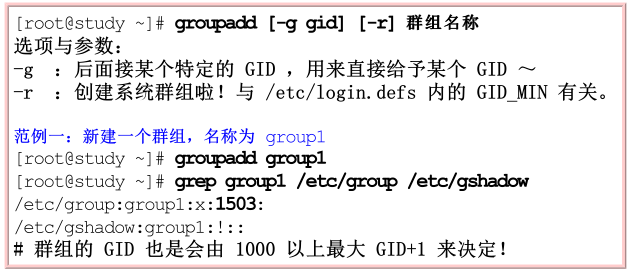 [root@study ~]# groupadd [-g gid] [-r] 群组名称
选项与参数：
-g ：后面接某个特定的 GID ，用来直接给予某个 GID ～
-r ：创建系统群组啦！与 /etc/login.defs 内的 GID_MIN 有关。
范例一：新建一个群组，名称为 group1
[root@study ~]# groupadd group1
[root@study ~]# grep group1 /etc/group /etc/gshadow
/etc/group:group1:x:1503:
/etc/gshadow:group1:!::
# 群组的 GID 也是会由 1000 以上最大 GID+1 来决定！